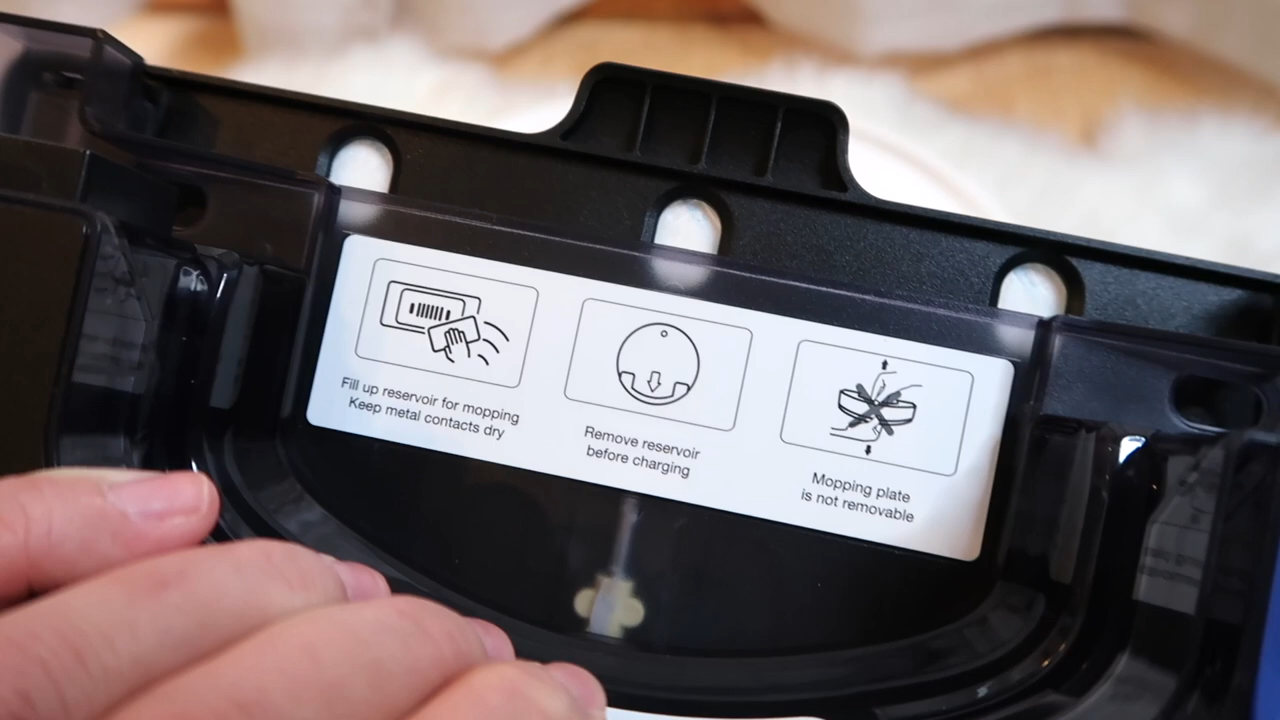 Fill up reservoir for mopping
Keep metal contacts dry
Remove reservoir
before charging
Mopping plate
is not removable